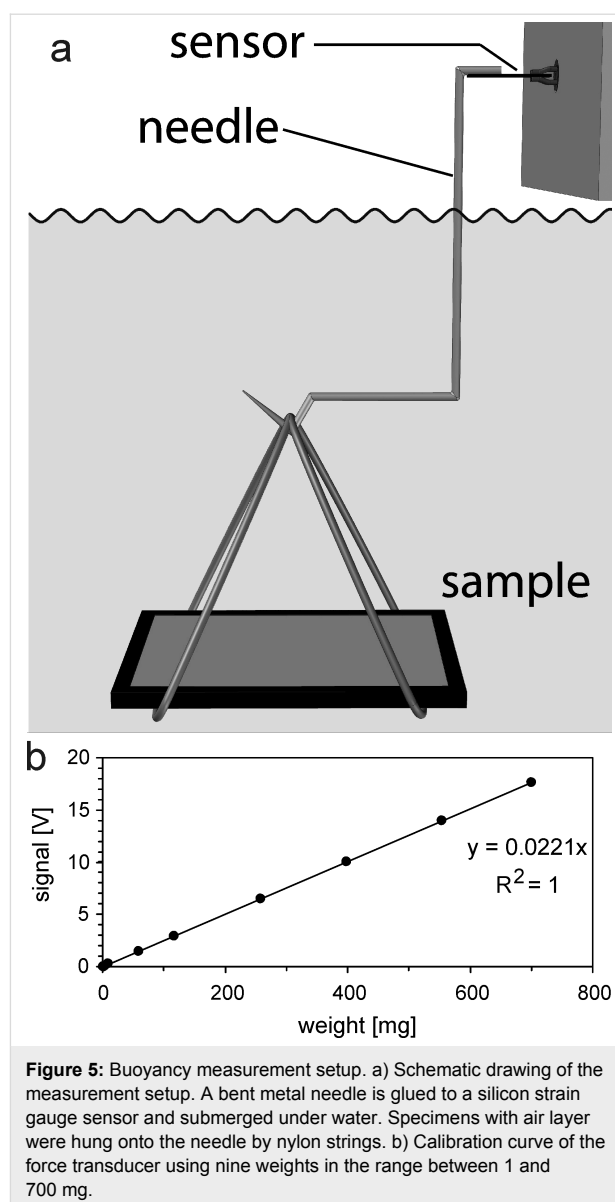 a
sensor
needle
sample
b
20
15
10
5
0
signal [V]
y = 0.0221x
R² = 1
0 200 400 600 800
weight [mg]
Figure 5: Buoyancy measurement setup. a) Schematic drawing of the
measurement setup. A bent metal needle is glued to a silicon strain
gauge sensor and submerged under water. Specimens with air layer
were hung onto the needle by nylon strings. b) Calibration curve of the
force transducer using nine weights in the range between 1 and
700 mg.